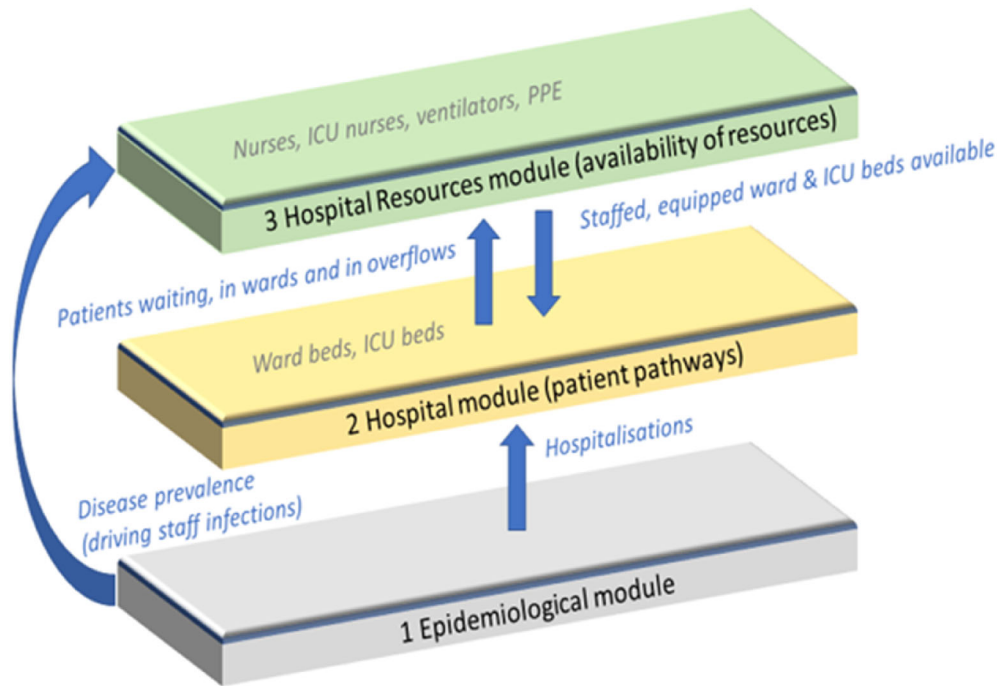 Nurses, ICU nurses, ventilators, PPE
3 Hospital Resources module (availability of resources)
Staffed, equipped ward & ICU beds available
Patients waiting, in wards and in overflows
Ward beds, ICU beds
2 Hospital module (patient pathways)
Hospitalisations
Disease prevalence
(driving staff infections)
1 Epidemiological module